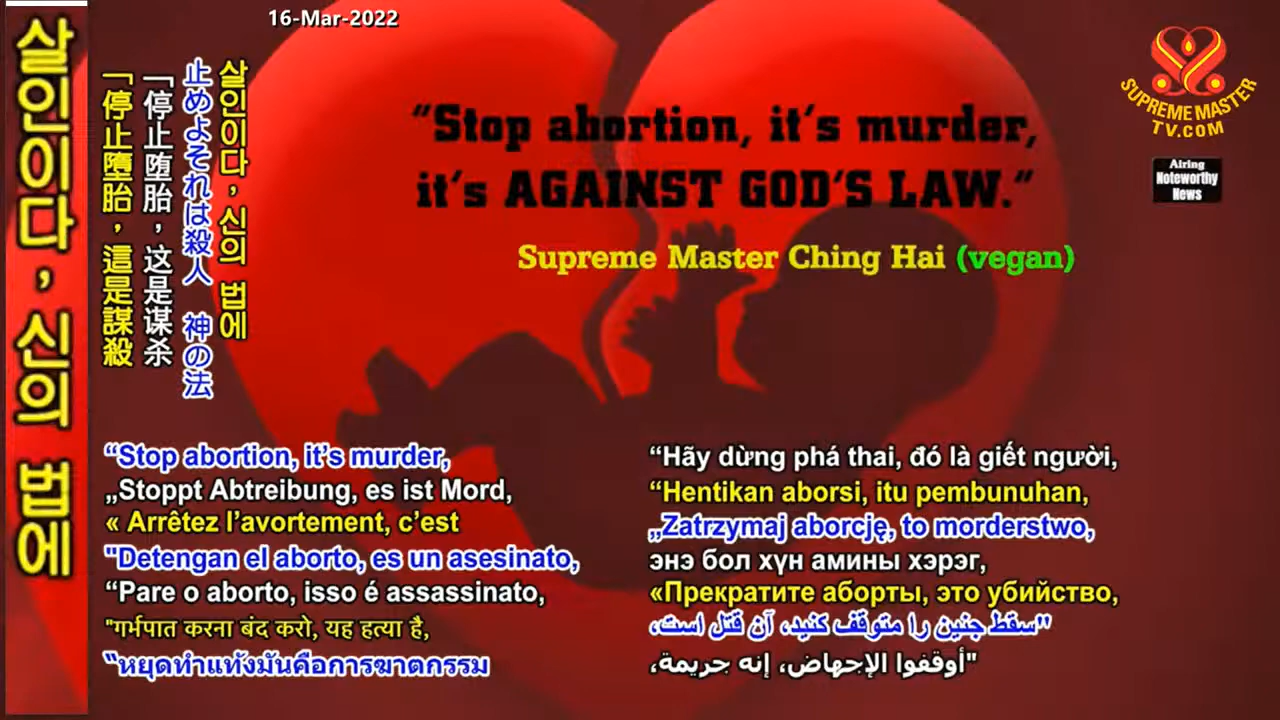 16-Mar-2022
살인이다, 신의 법에
「停止墮胎，這是謀殺
「停止堕胎，这是谋杀
止めよそれは殺人 神の法
살인이다, 신의 법에
"Stop abortion, it's murder,
it's AGAINST GOD'S LAW."
Supreme Master Ching Hai (vegan)
SUPREME MASTER
TV.COM
Airing
Noteworthy
News
“Stop abortion, it’s murder,
„Stoppt Abtreibung, es ist Mord,
« Arrêtez l’avortement, c’est
"Detengan el aborto, es un asesinato,
“Pare o aborto, isso é assassinato,
"गर्भपात करना बंद करो, यह हत्या है,
“หยุดทำแท้งมันคือการฆาตกรรม
“Hãy dừng phá thai, đó là giết người,
“Hentikan aborsi, itu pembunuhan,
„Zatrzymaj aborcję, to morderstwo,
энэ бол хүн амины хэрэг,
«Прекратите аборты, это убийство,
"سقط جنین را متوقف کنید، آن قتل است،
"أوقفوا الإجهاض، إنه جريمة،